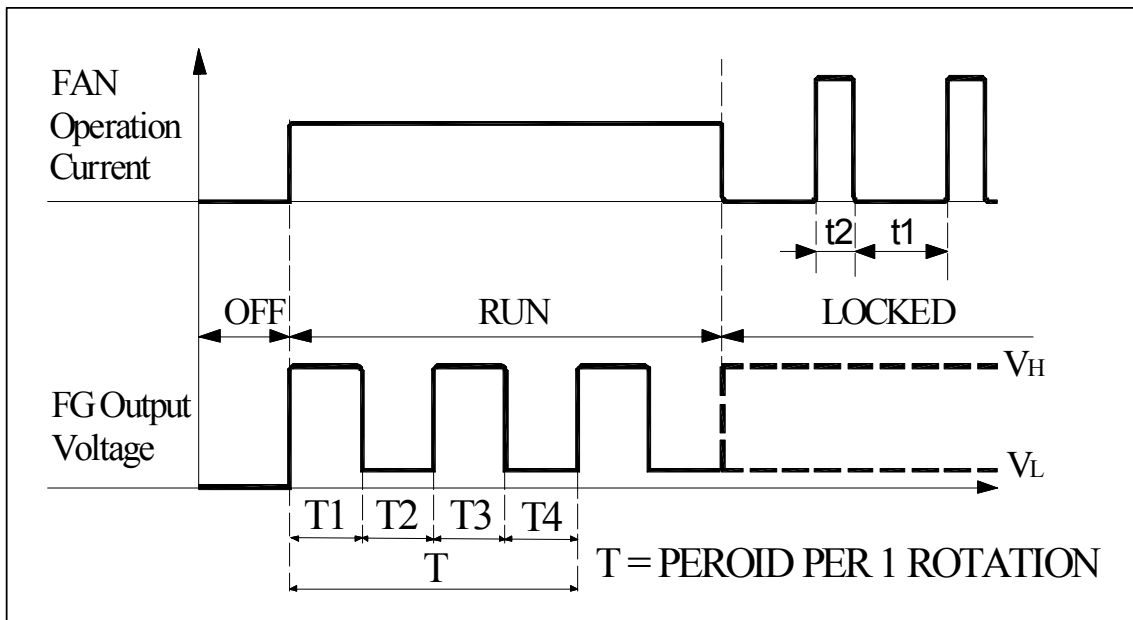 FAN
Operation
Current
t2 t1
OFF RUN LOCKED
VH
FG Output
Voltage
VL
T1 T2 T3 T4
T T = PEROID PER 1 ROTATION